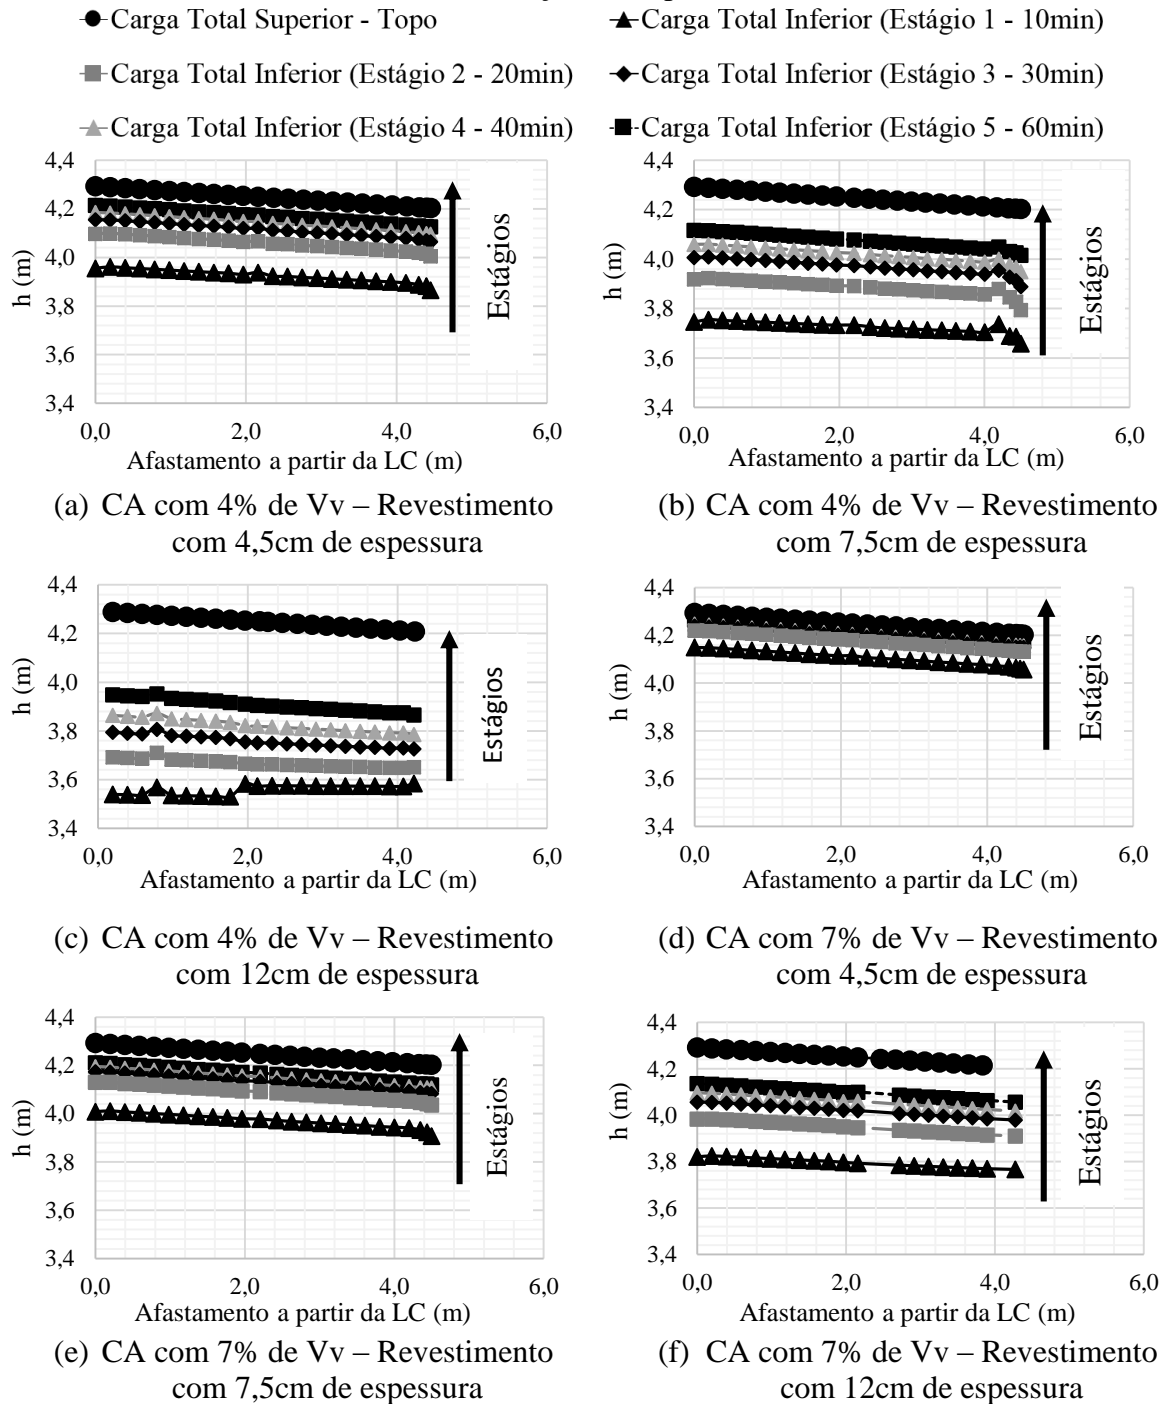 Carga Total Superior - Topo
Carga Total Inferior (Estágio 1 - 10min)
Carga Total Inferior (Estágio 2 - 20min)
Carga Total Inferior (Estágio 3 - 30min)
Carga Total Inferior (Estágio 4 - 40min)
Carga Total Inferior (Estágio 5 - 60min)
4,4
4,2
4,0
3,8
3,6
3,4
h (m)
Estágios
0,0 2,0 4,0 6,0
Afastamento a partir da LC (m)
(a) CA com 4% de Vv – Revestimento
com 4,5cm de espessura
4,4
4,2
4,0
3,8
3,6
3,4
h (m)
Estágios
0,0 2,0 4,0 6,0
Afastamento a partir da LC (m)
(b) CA com 4% de Vv – Revestimento
com 7,5cm de espessura
4,4
4,2
4,0
3,8
3,6
3,4
h (m)
Estágios
0,0 2,0 4,0 6,0
Afastamento a partir da LC (m)
(c) CA com 4% de Vv – Revestimento
com 12cm de espessura
4,4
4,2
4,0
3,8
3,6
3,4
h (m)
Estágios
0,0 2,0 4,0 6,0
Afastamento a partir da LC (m)
(d) CA com 7% de Vv – Revestimento
com 4,5cm de espessura
4,4
4,2
4,0
3,8
3,6
3,4
h (m)
Estágios
0,0 2,0 4,0 6,0
Afastamento a partir da LC (m)
(e) CA com 7% de Vv – Revestimento
com 7,5cm de espessura
4,4
4,2
4,0
3,8
3,6
3,4
h (m)
Estágios
0,0 2,0 4,0 6,0
Afastamento a partir da LC (m)
(f) CA com 7% de Vv – Revestimento
com 12cm de espessura